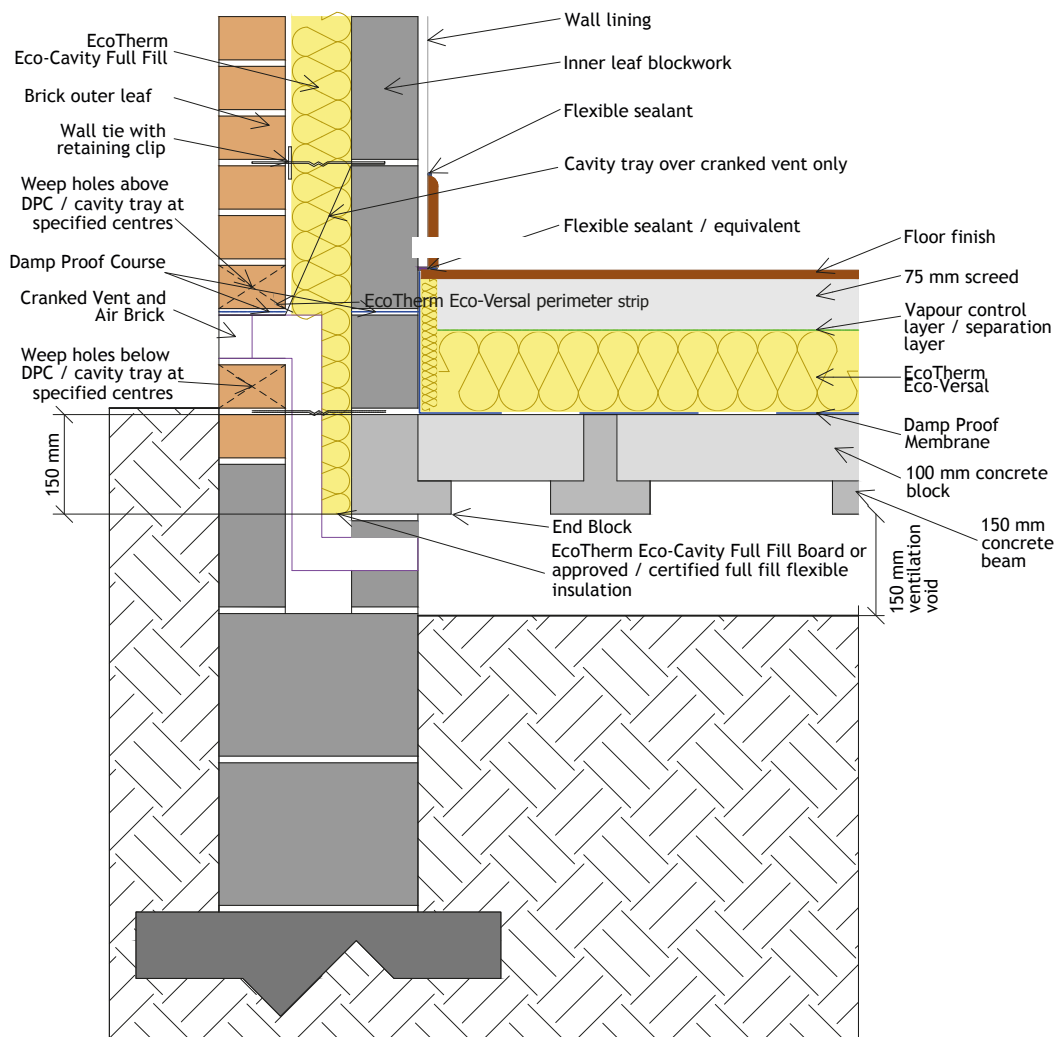 EcoTherm
Eco-Cavity Full Fill
Brick outer leaf
Wall tie with
retaining clip
Weep holes above
DPC / cavity tray at
specified centres
Damp Proof Course
Cranked Vent and
Air Brick
Weep holes below
DPC / cavity tray at
specified centres
150 mm
Wall lining
Inner leaf blockwork
Flexible sealant
Cavity tray over cranked vent only
Flexible sealant / equivalent
EcoTherm Eco-Versal perimeter strip
Floor finish
75 mm screed
Vapour control
layer / separation
layer
EcoTherm
Eco-Versal
Damp Proof
Membrane
100 mm concrete
block
150 mm
concrete
beam
End Block
EcoTherm Eco-Cavity Full Fill Board or
approved / certified full fill flexible
insulation
150 mm
ventilation
void